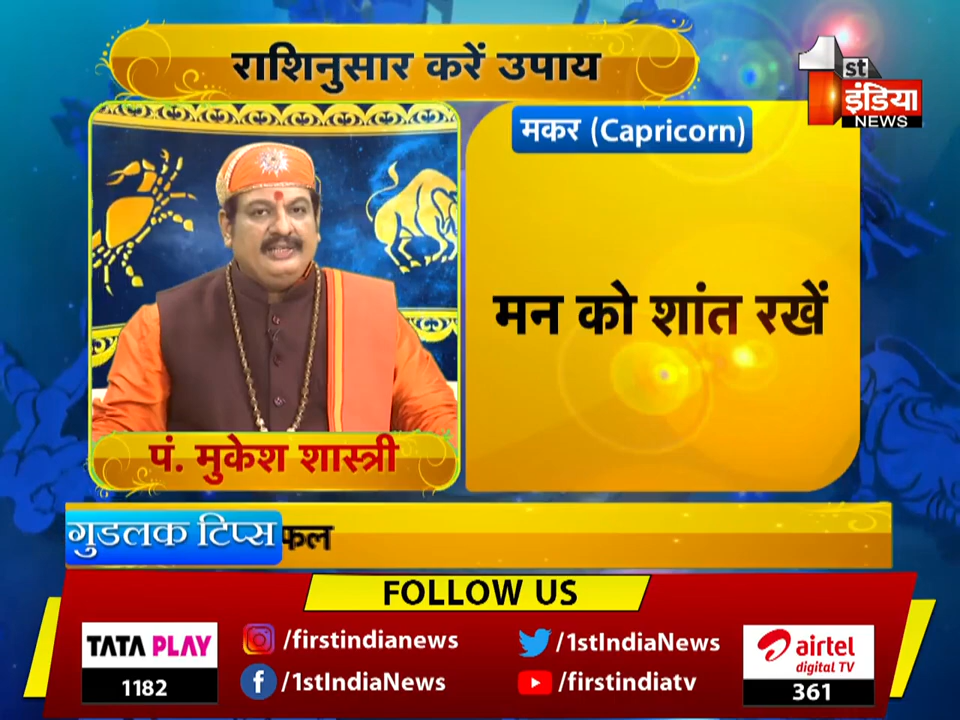 राशिनुसार करें उपाय
1st
इंडिया
NEWS
मकर (Capricorn)
मन को शांत रखें
पं. मुकेश शास्त्री
गुडलक टिप्स
फल
FOLLOW US
TATA PLAY
1182
/firstindianews
/1stIndiaNews
/1stIndiaNews
/firstindiatv
airtel
digital TV
361